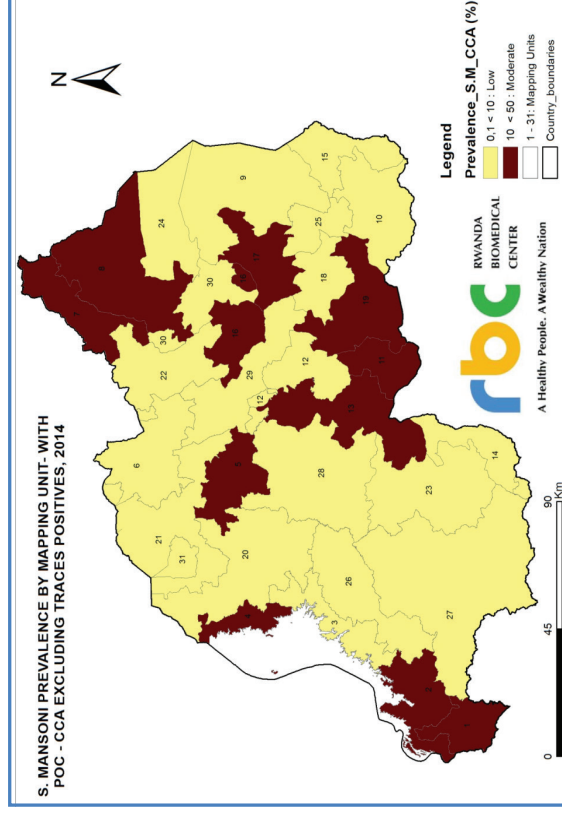 S. MANSONI PREVALENCE BY MAPPING UNIT- WITH
POC - CCA EXCLUDING TRACES POSITIVES, 2014
N
6
21
31
20
22
30
24
9
15
10
25
18
30
29
12
12
28
26
3
27
23
14
7
8
16
17
5
4
2
1
13
11
Legend
Prevalence_S.M_CCA (%)
0,1 < 10 : Low
10 < 50 : Moderate
1 - 31: Mapping Units
Country_boundaries
rbc
RWANDA
BIOMEDICAL
CENTER
A Healthy People. A Wealthy Nation
0 45 90
Km